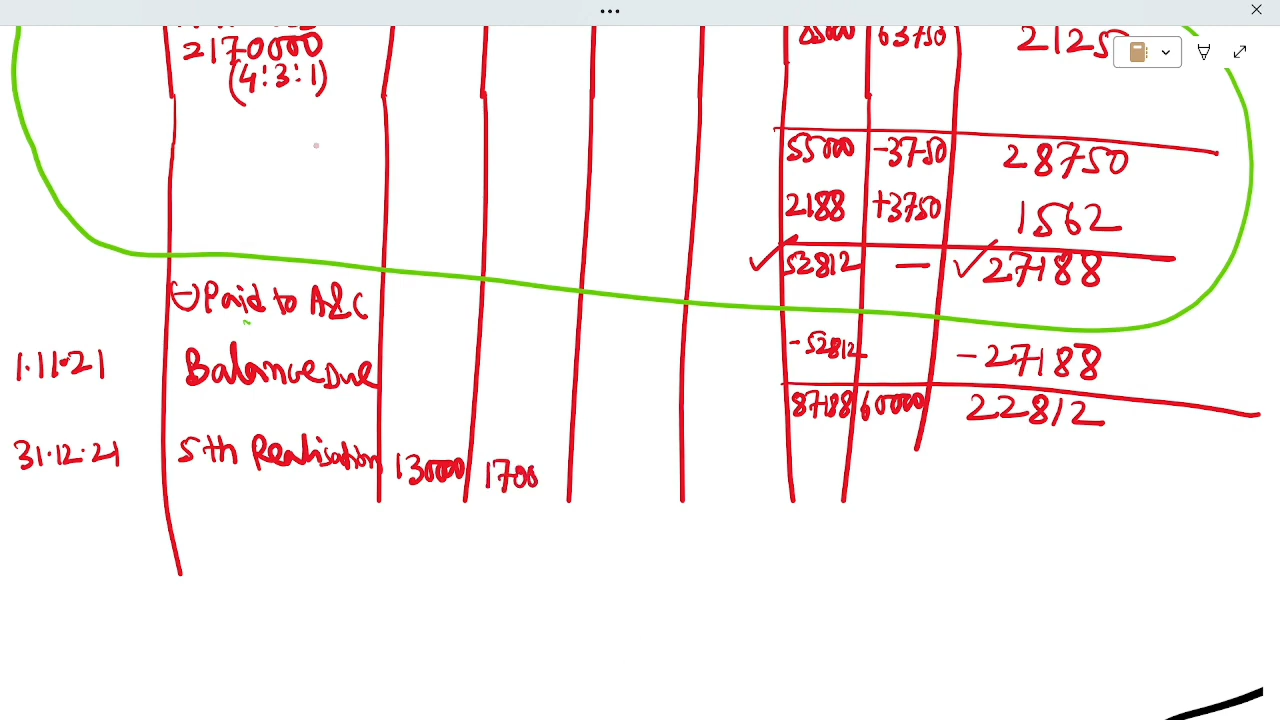 2170000 85000 63750 2125
(4:3:1)
55000 -3750 28750
2188 +3750 1562
✓ 52812 — ✓ 27188
(-) Paid to A&C
-52812 -27188
1.11.21 Balance Due 87188 60000 22812
31.12.21 5th Realisation 130000 1700